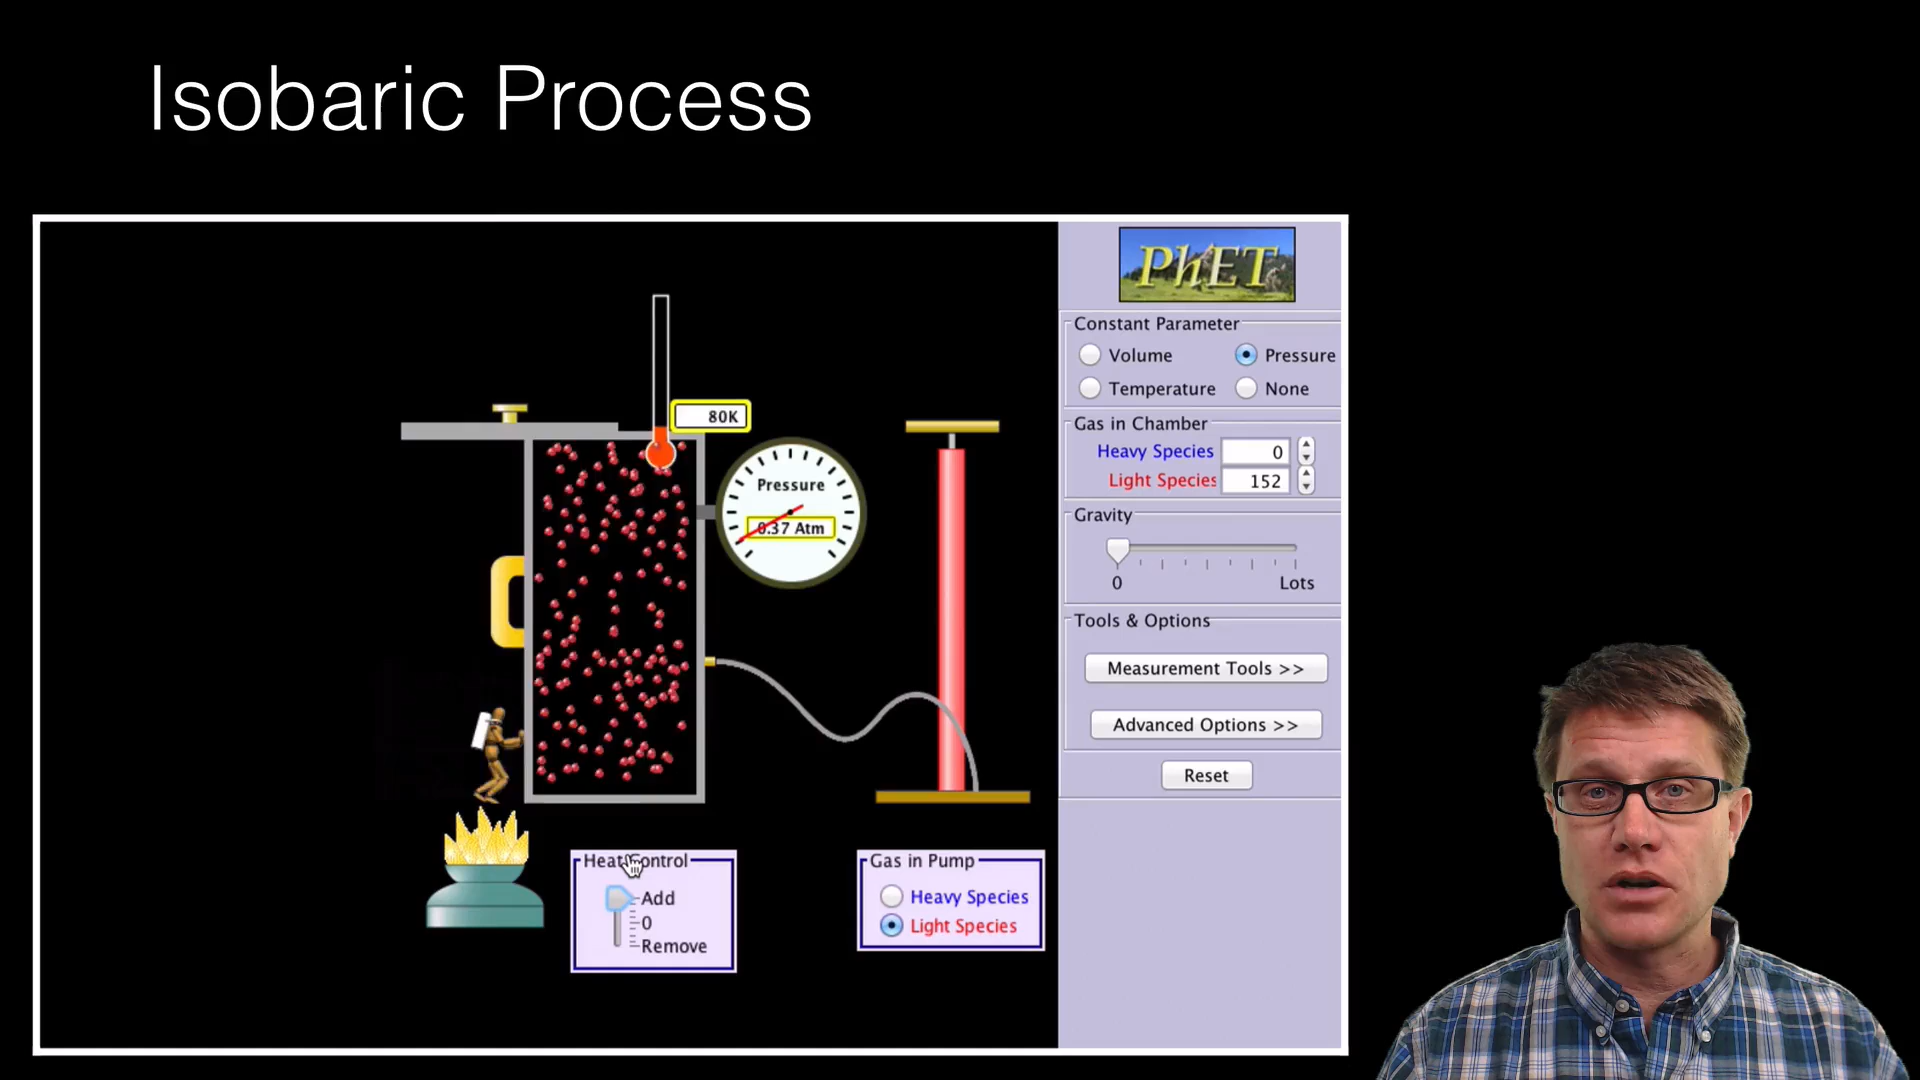 Isobaric Process
PhET
Constant Parameter
Volume Pressure
Temperature None
Gas in Chamber
Heavy Species 0
Light Species 152
Gravity
0 Lots
Tools & Options
Measurement Tools >>
Advanced Options >>
Reset
80K
Pressure
0.37 Atm
Heat Control
Add
0
Remove
Gas in Pump
Heavy Species
Light Species